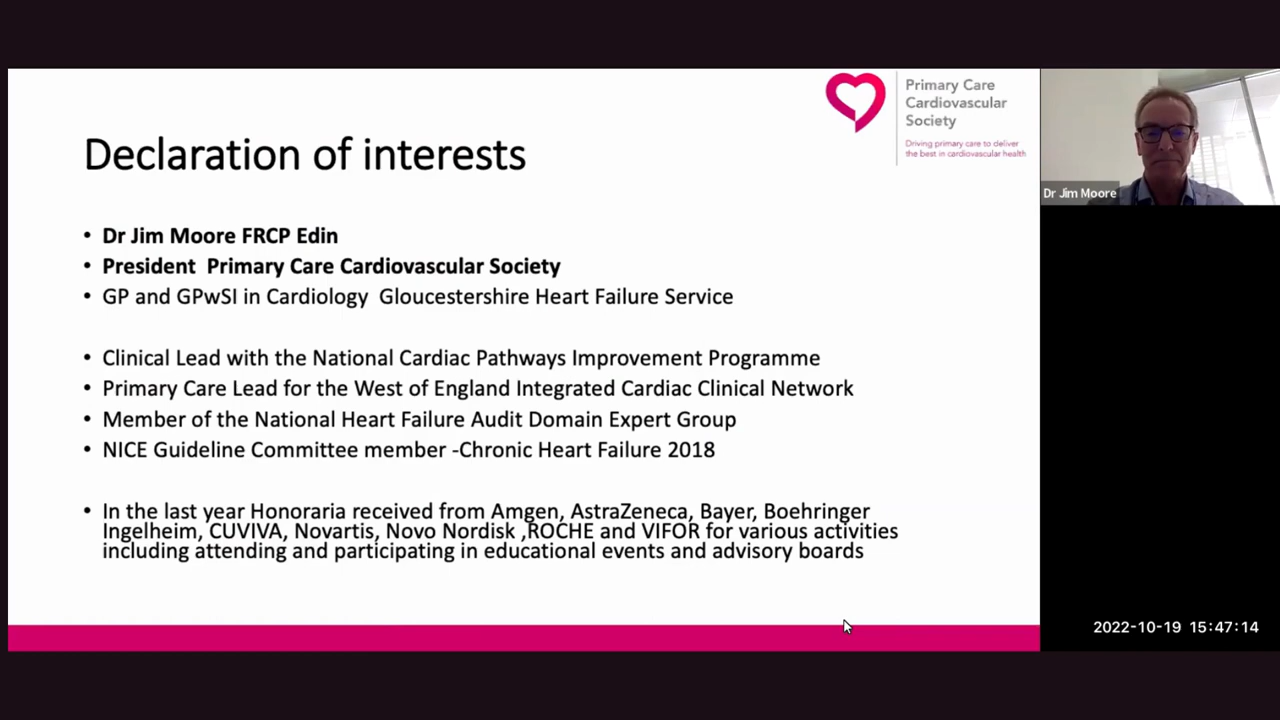 Primary Care
Cardiovascular
Society
Driving primary care to deliver
the best in cardiovascular health
Declaration of interests
Dr Jim Moore
• Dr Jim Moore FRCP Edin
• President Primary Care Cardiovascular Society
• GP and GPwSI in Cardiology Gloucestershire Heart Failure Service
• Clinical Lead with the National Cardiac Pathways Improvement Programme
• Primary Care Lead for the West of England Integrated Cardiac Clinical Network
• Member of the National Heart Failure Audit Domain Expert Group
• NICE Guideline Committee member -Chronic Heart Failure 2018
• In the last year Honoraria received from Amgen, AstraZeneca, Bayer, Boehringer
Ingelheim, CUVIVA, Novartis, Novo Nordisk ,ROCHE and VIFOR for various activities
including attending and participating in educational events and advisory boards
2022-10-19 15:47:14